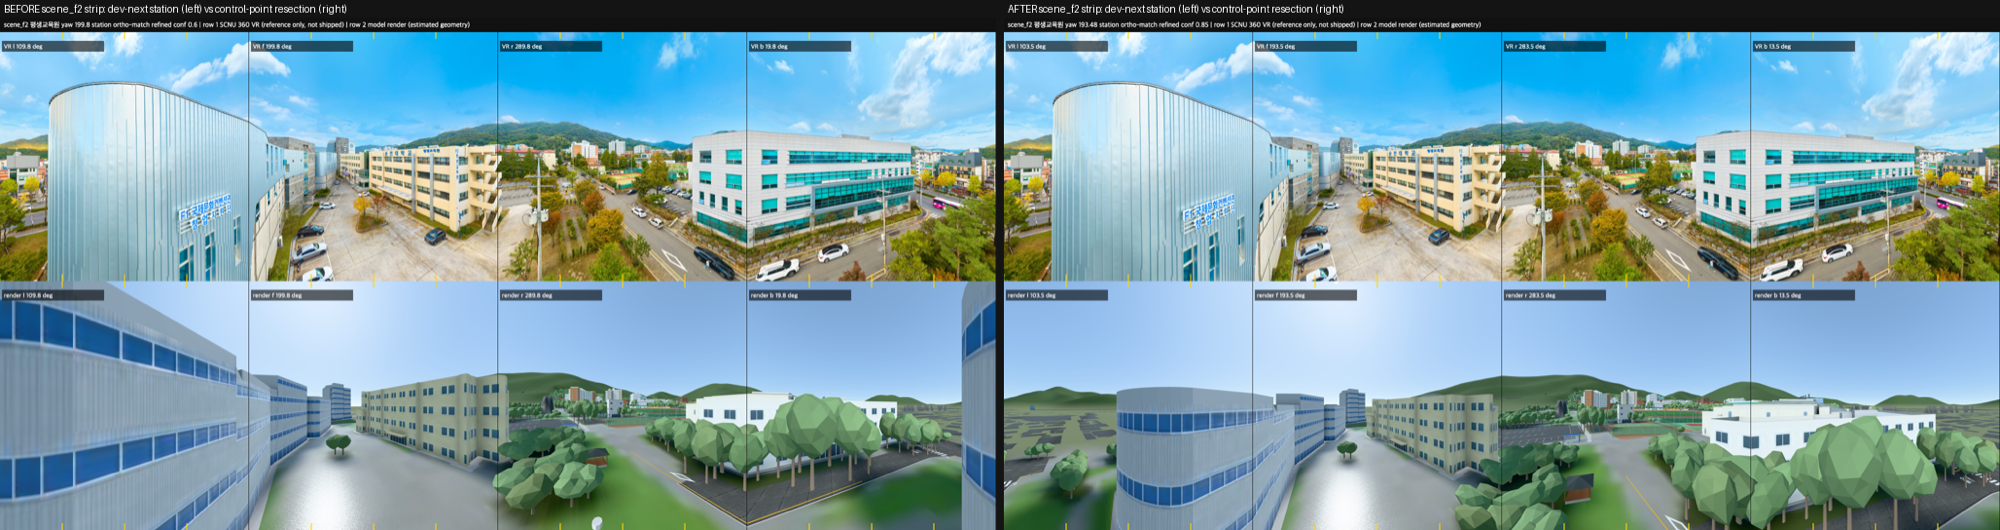 BEFORE scene_f2 strip: dev-next station (left) vs control-point resection (right)
scene_f2 평생교육원 yaw 199.8 station ortho-match refined conf 0.6 | row 1 SCNU 360 VR (reference only, not shipped) | row 2 model render (estimated geometry)
VR l 109.8 deg
VR f 199.8 deg
VR r 289.8 deg
VR b 19.8 deg
render l 109.8 deg
render f 199.8 deg
render r 289.8 deg
render b 19.8 deg
AFTER scene_f2 strip: dev-next station (left) vs control-point resection (right)
scene_f2 평생교육원 yaw 193.48 station ortho-match refined conf 0.85 | row 1 SCNU 360 VR (reference only, not shipped) | row 2 model render (estimated geometry)
VR l 103.5 deg
VR f 193.5 deg
VR r 283.5 deg
VR b 13.5 deg
render l 103.5 deg
render f 193.5 deg
render r 283.5 deg
render b 13.5 deg